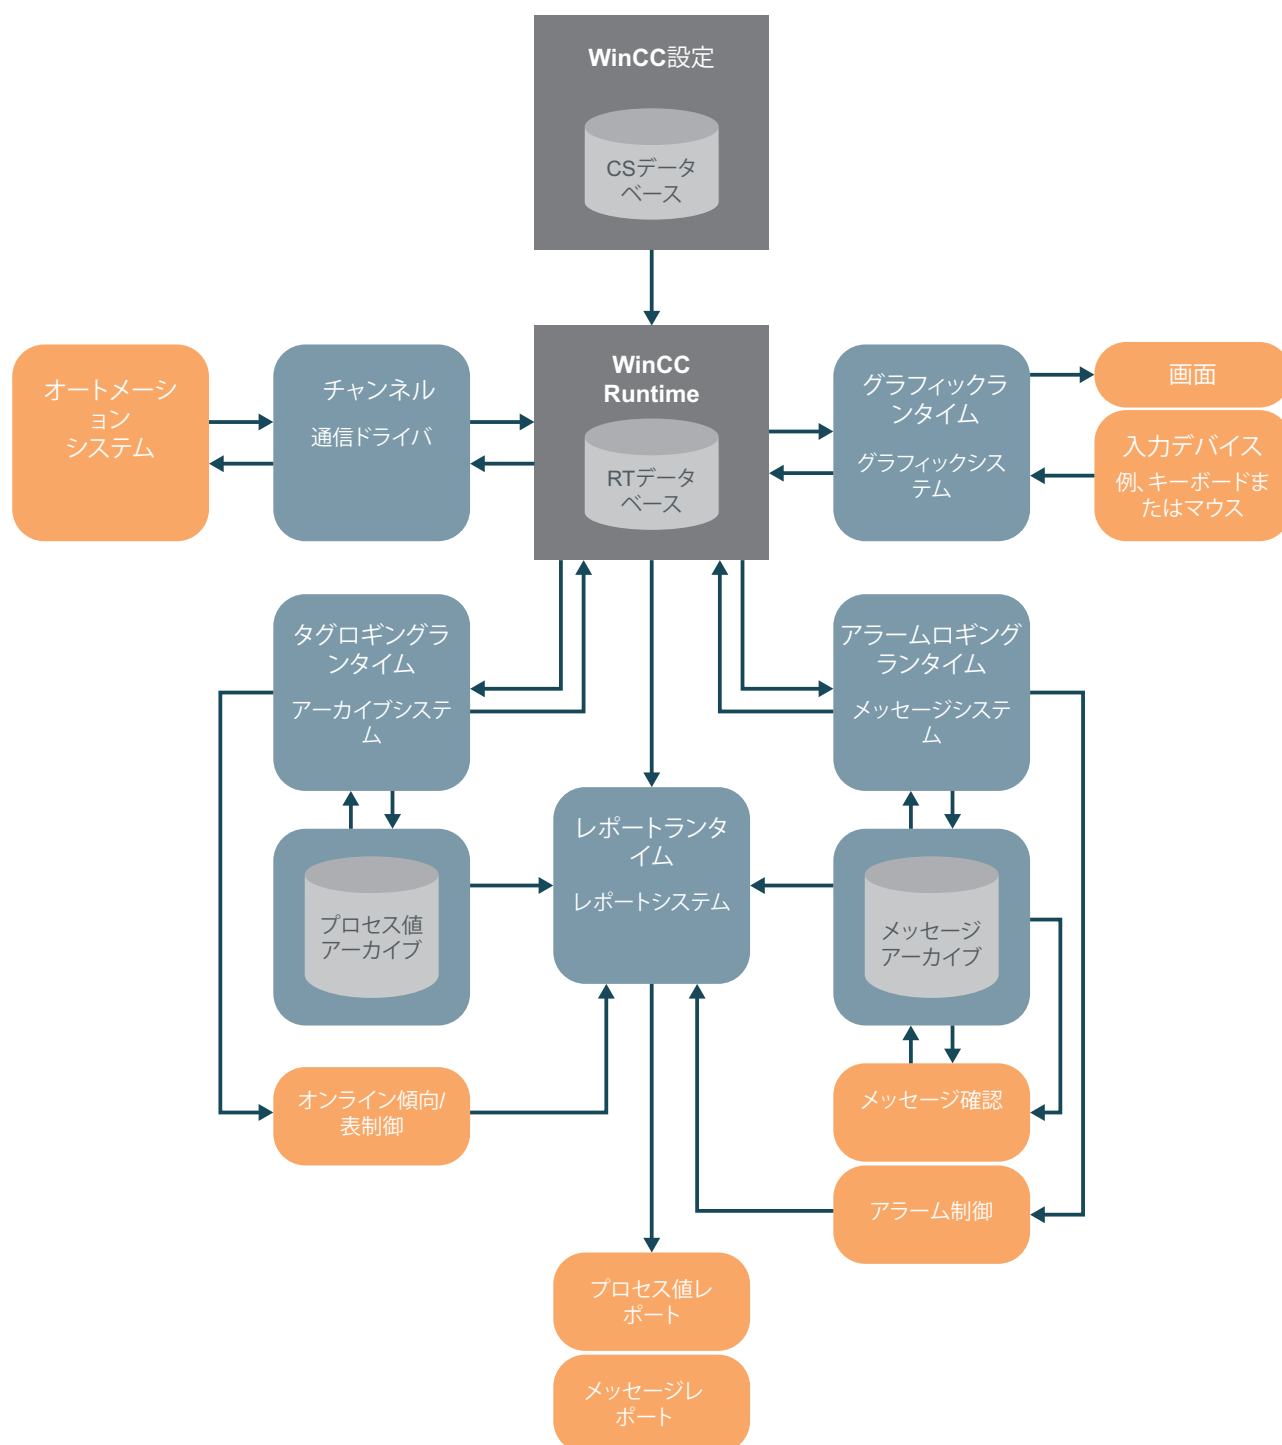 WinCC設定
CSデータ
ベース
WinCC
Runtime
RTデータ
ベース
オートメーシ
ョン
システム
チャンネル
通信ドライバ
グラフィックラ
ンタイム
グラフィックシス
テム
画面
入力デバイス
例、キーボードま
たはマウス
タグロギングラ
ンタイム
アーカイブシステ
ム
アラームロギング
ランタイム
メッセージシステ
ム
レポートランタ
イム
レポートシステム
プロセス値
アーカイブ
メッセージ
アーカイブ
オンライン傾向/
表制御
メッセージ確認
アラーム制御
プロセス値レ
ポート
メッセージレ
ポート